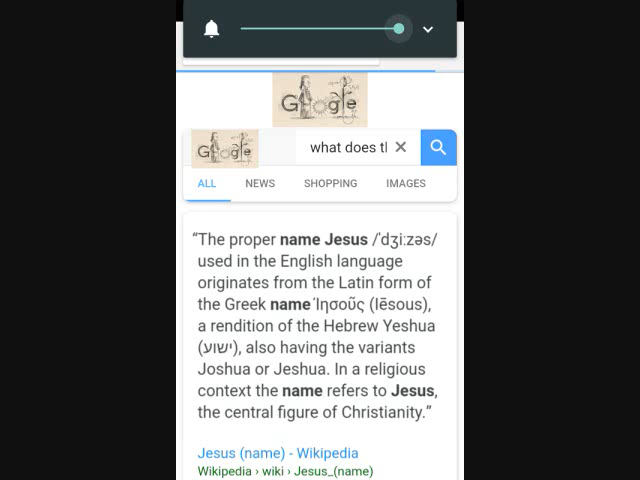 Google
Google
what does tl
ALL NEWS SHOPPING IMAGES
“The proper name Jesus /ˈdʒiːzəs/
used in the English language
originates from the Latin form of
the Greek name Ἰησοῦς (Iēsous),
a rendition of the Hebrew Yeshua
(ישוע), also having the variants
Joshua or Jeshua. In a religious
context the name refers to Jesus,
the central figure of Christianity.”
Jesus (name) - Wikipedia
Wikipedia › wiki › Jesus_(name)